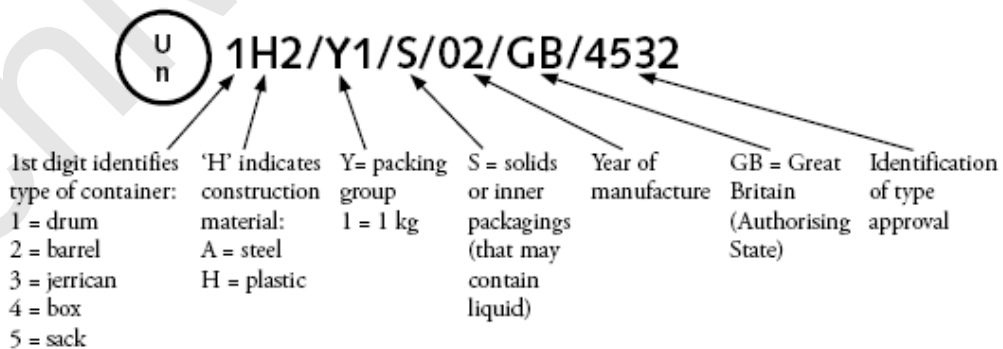 U
n
1H2/Y1/S/02/GB/4532
1st digit identifies
type of container:
1 = drum
2 = barrel
3 = jerrican
4 = box
5 = sack
‘H’ indicates
construction
material:
A = steel
H = plastic
Y= packing
group
1 = 1 kg
S = solids
or inner
packagings
(that may
contain
liquid)
Year of
manufacture
GB = Great
Britain
(Authorising
State)
Identification
of type
approval